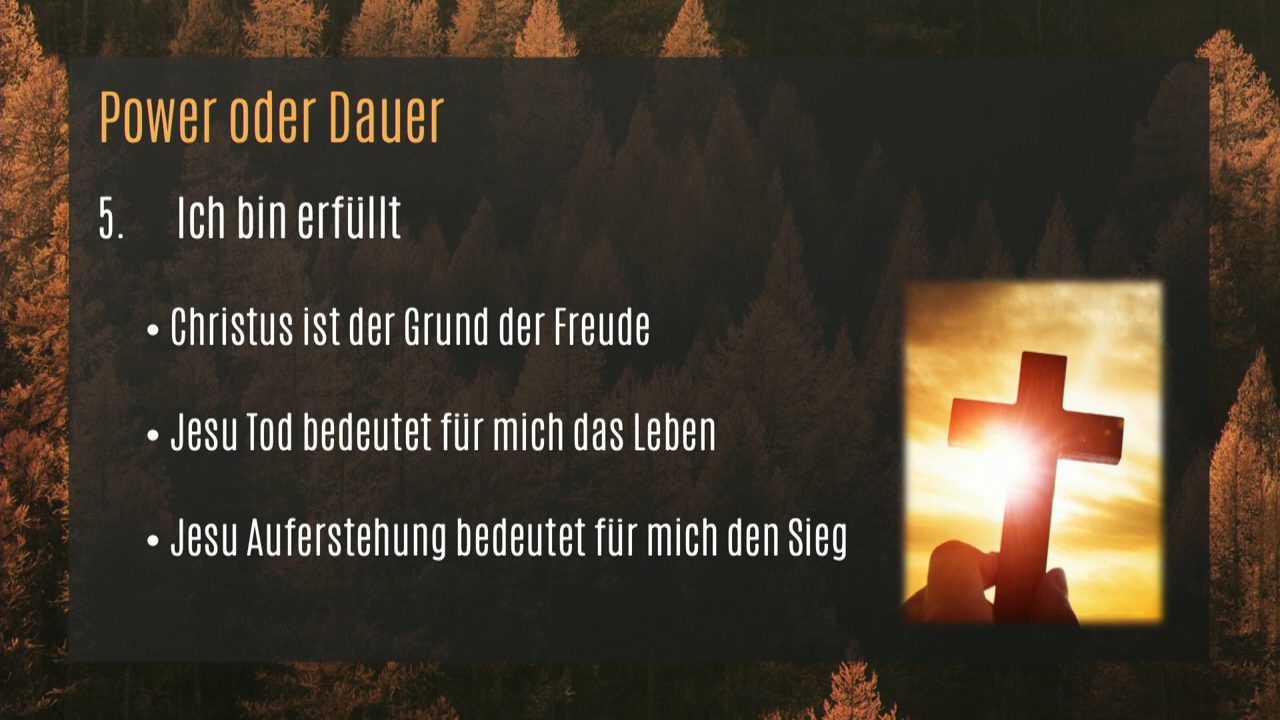 Power oder Dauer
5. Ich bin erfüllt
• Christus ist der Grund der Freude
• Jesu Tod bedeutet für mich das Leben
• Jesu Auferstehung bedeutet für mich den Sieg